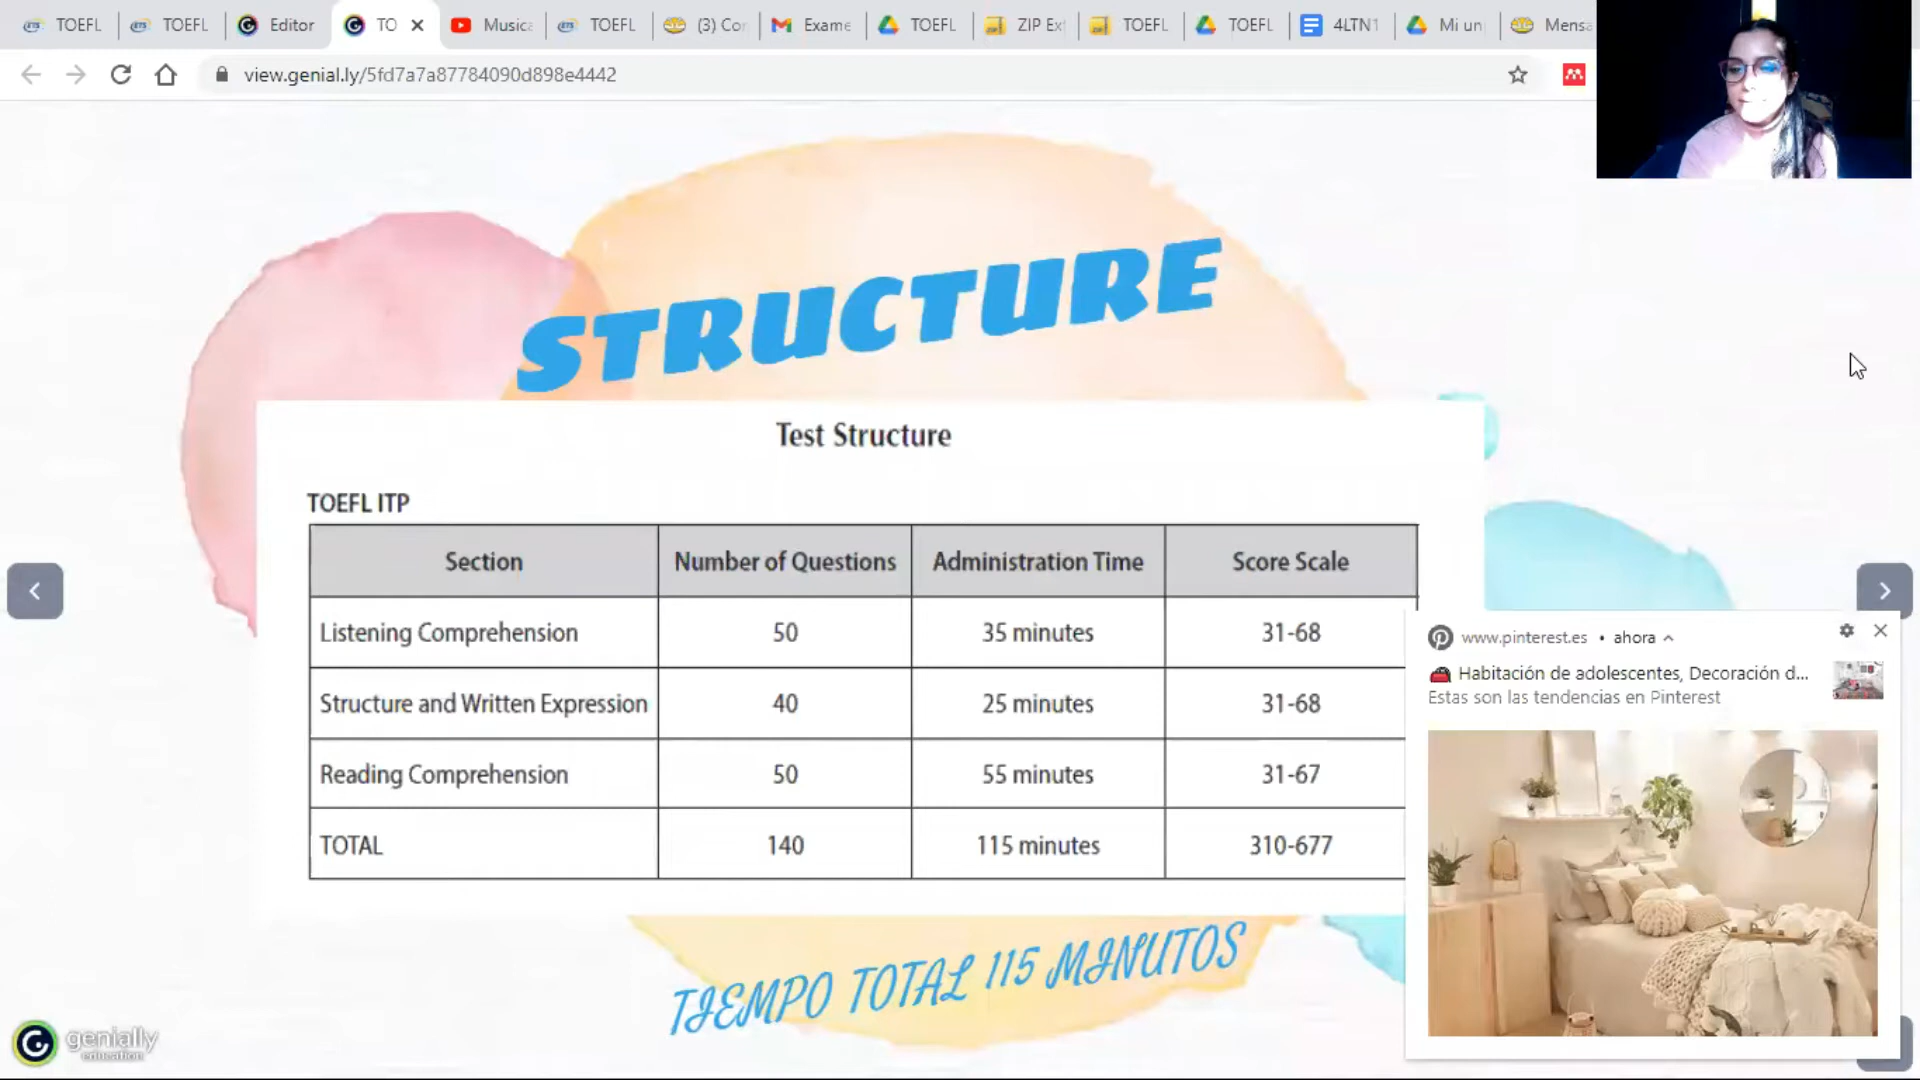 TOEFL
TOEFL
Editor
TO
Music
TOEFL
(3) Co
Exame
TOEFL
ZIP Ex
TOEFL
TOEFL
4LTN1
Mi un
Mensa
view.genial.ly/5fd7a7a87784090d898e4442
STRUCTURE
Test Structure
TOEFL ITP
Section Number of Questions Administration Time Score Scale
Listening Comprehension 50 35 minutes 31-68
Structure and Written Expression 40 25 minutes 31-68
Reading Comprehension 50 55 minutes 31-67
TOTAL 140 115 minutes 310-677
TIEMPO TOTAL 115 MINUTOS
www.pinterest.es • ahora
Habitación de adolescentes, Decoración d...
Estas son las tendencias en Pinterest
genially
education